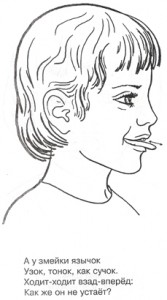 А у змейки язычок
Узок, тонок, как сучок.
Ходит-ходит взад-вперёд:
Как же он не устаёт?